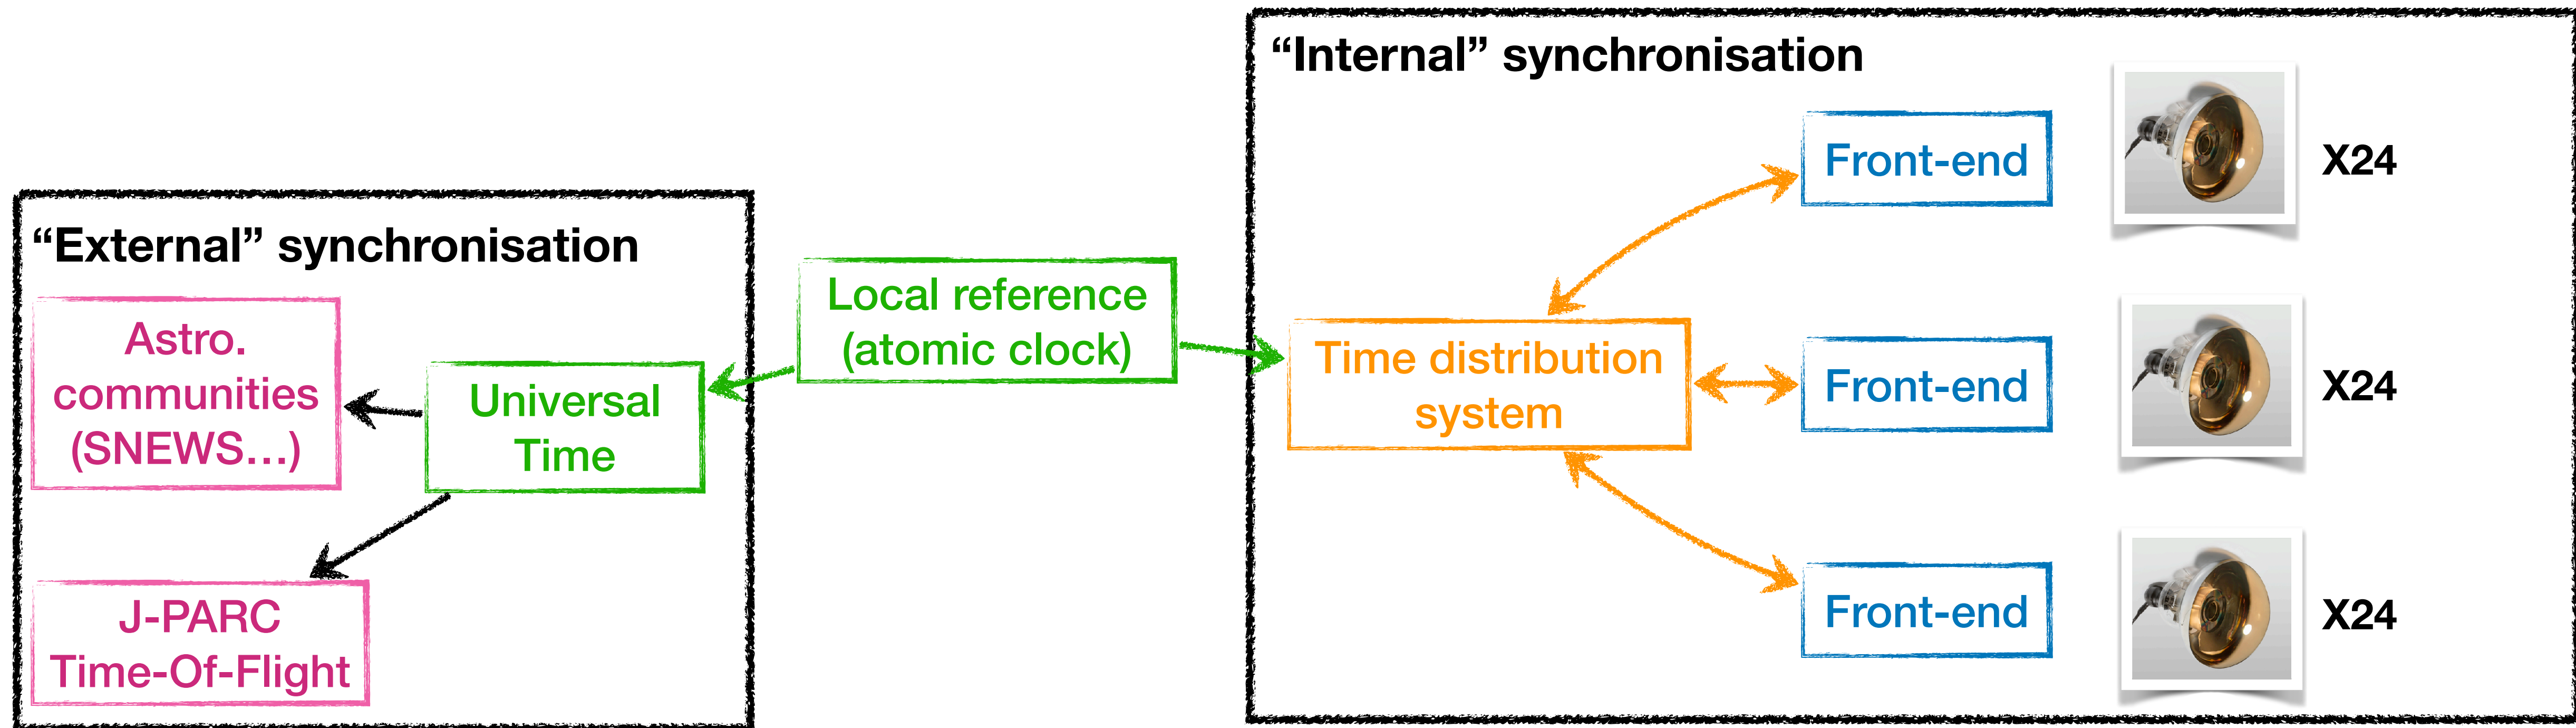 “External” synchronisation
Astro.
communities
(SNEWS…)
Universal
Time
J-PARC
Time-Of-Flight
Local reference
(atomic clock)
“Internal” synchronisation
Time distribution
system
Front-end
X24
Front-end
X24
Front-end
X24